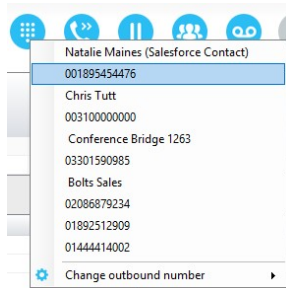 Natalie Maines (Salesforce Contact)
001895454476
Chris Tutt
003100000000
Conference Bridge 1263
03301590985
Bolts Sales
02086879234
01892512909
01444414002
Change outbound number